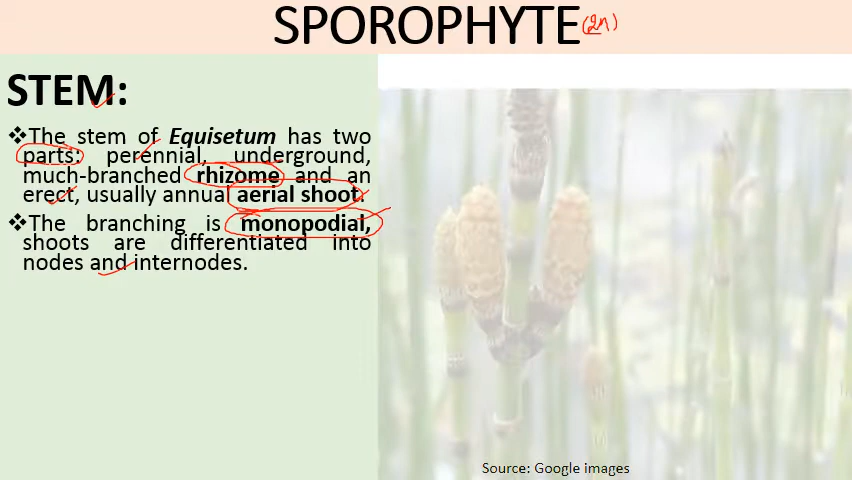 SPOROPHYTE (2n)
STEM:
❖The stem of Equisetum has two
parts: perennial, underground,
much-branched rhizome and an
erect, usually annual aerial shoot.
❖The branching is monopodial,
shoots are differentiated into
nodes and internodes.
Source: Google images